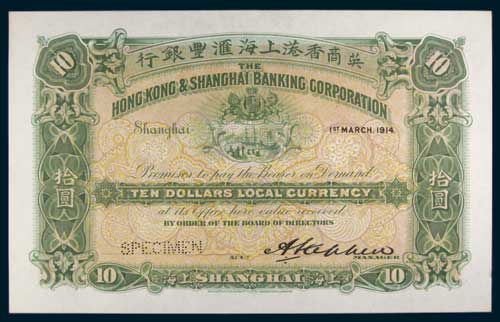 英商香港上海滙豐銀行
10
10
THE
HONG KONG & SHANGHAI BANKING CORPORATION
Shanghai
1ST MARCH, 1914.
Promises to pay the Bearer on Demand
拾圓
拾圓
TEN DOLLARS LOCAL CURRENCY
at its Office here value received
BY ORDER OF THE BOARD OF DIRECTORS
SPECIMEN
MANAGER
10
SHANGHAI
10